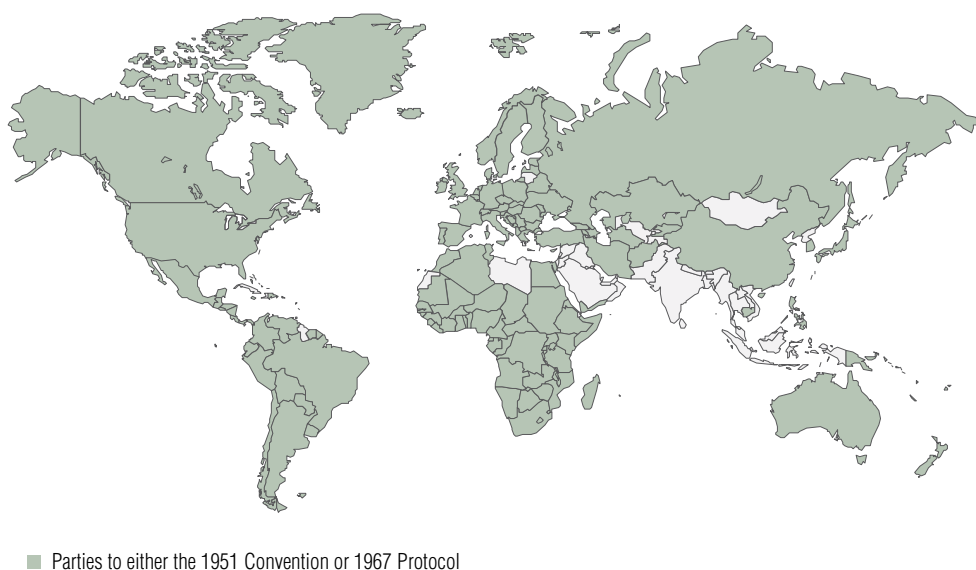 Parties to either the 1951 Convention or 1967 Protocol